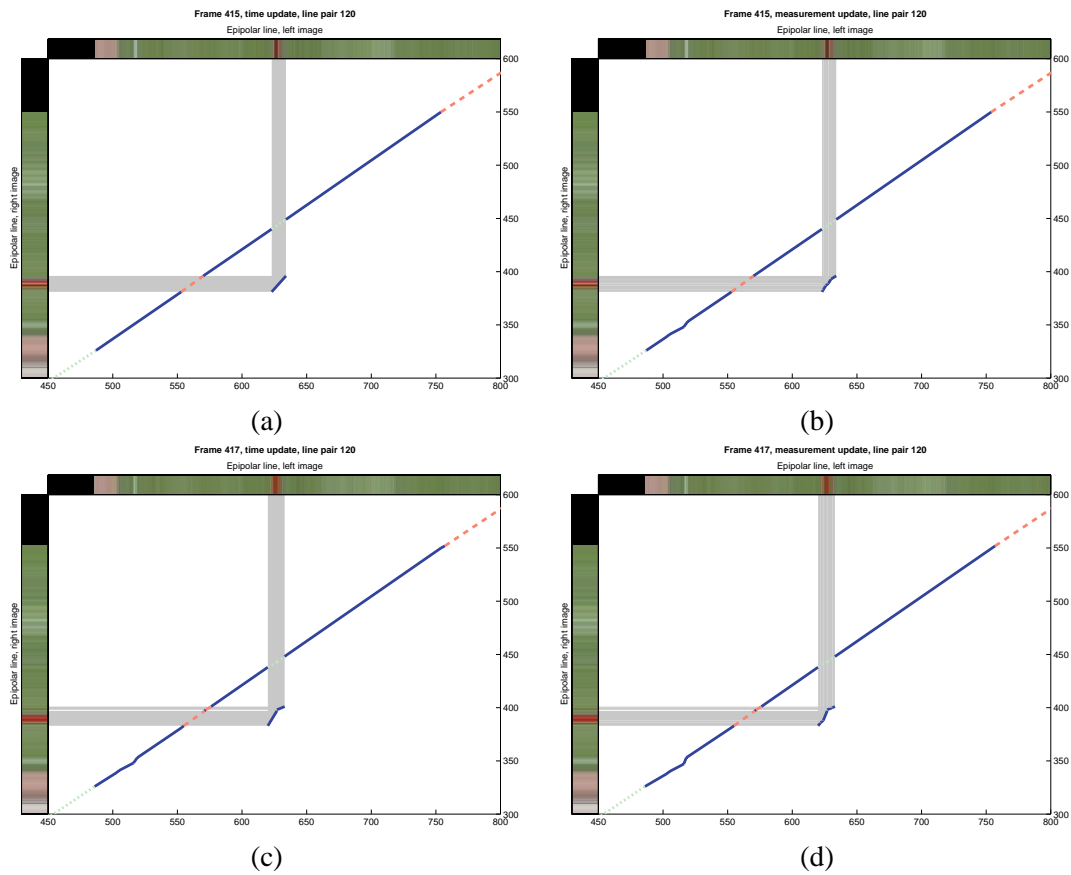 Frame 415, time update, line pair 120
Epipolar line, left image
Epipolar line, right image
600
550
500
450
400
350
300
450 500 550 600 650 700 750 800
(a)
Frame 415, measurement update, line pair 120
Epipolar line, left image
Epipolar line, right image
600
550
500
450
400
350
300
450 500 550 600 650 700 750 800
(b)
Frame 417, time update, line pair 120
Epipolar line, left image
Epipolar line, right image
600
550
500
450
400
350
300
450 500 550 600 650 700 750 800
(c)
Frame 417, measurement update, line pair 120
Epipolar line, left image
Epipolar line, right image
600
550
500
450
400
350
300
450 500 550 600 650 700 750 800
(d)